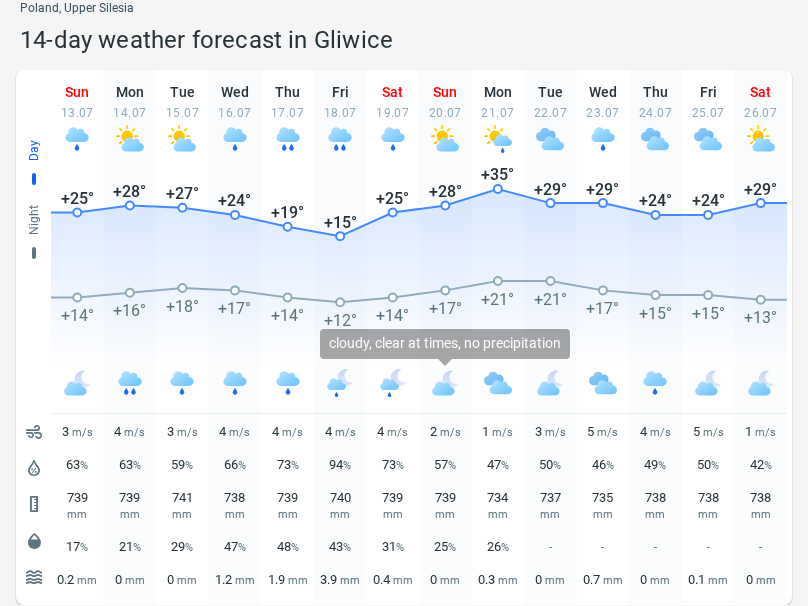 Poland, Upper Silesia
14-day weather forecast in Gliwice
Sun Mon Tue Wed Thu Fri Sat Sun Mon Tue Wed Thu Fri Sat
13.07 14.07 15.07 16.07 17.07 18.07 19.07 20.07 21.07 22.07 23.07 24.07 25.07 26.07
Day
+25° +28° +27° +24° +19° +15° +25° +28° +35° +29° +29° +24° +24° +29°
Night
+14° +16° +18° +17° +14° +12° +14° +17° +21° +21° +17° +15° +15° +13°
cloudy, clear at times, no precipitation
3 m/s 4 m/s 3 m/s 4 m/s 4 m/s 4 m/s 4 m/s 2 m/s 1 m/s 3 m/s 5 m/s 4 m/s 5 m/s 1 m/s
63% 63% 59% 66% 73% 94% 73% 57% 47% 50% 46% 49% 50% 42%
739 739 741 738 739 740 739 739 734 737 735 738 738 738
mm mm mm mm mm mm mm mm mm mm mm mm mm mm
17% 21% 29% 47% 48% 43% 31% 25% 26% - - - - -
0.2 mm 0 mm 0 mm 1.2 mm 1.9 mm 3.9 mm 0.4 mm 0 mm 0.3 mm 0 mm 0.7 mm 0 mm 0.1 mm 0 mm